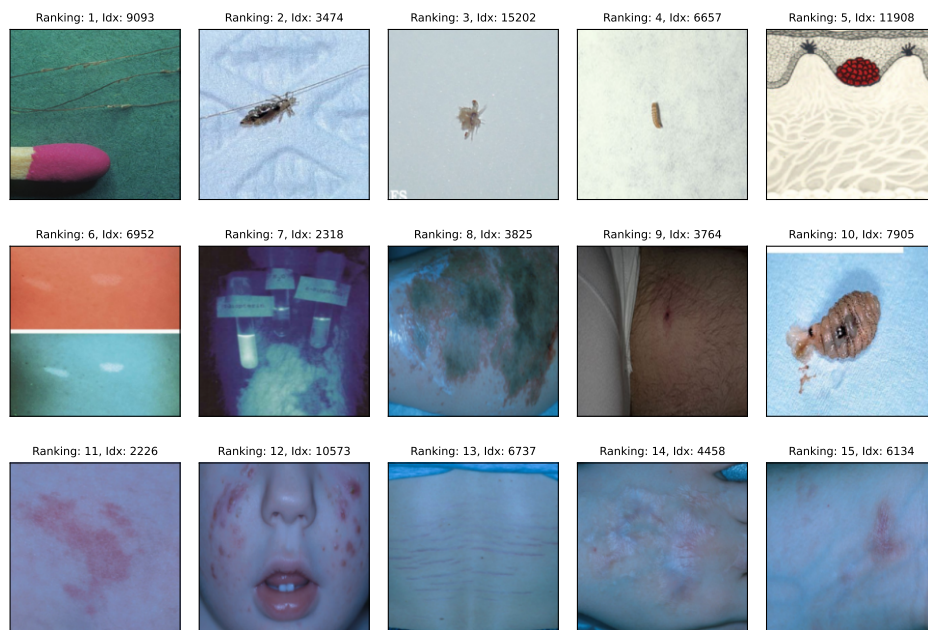 Ranking: 1, Idx: 9093
Ranking: 2, Idx: 3474
Ranking: 3, Idx: 15202
Ranking: 4, Idx: 6657
Ranking: 5, Idx: 11908
FS
Ranking: 6, Idx: 6952
Ranking: 7, Idx: 2318
Ranking: 8, Idx: 3825
Ranking: 9, Idx: 3764
Ranking: 10, Idx: 7905
Ranking: 11, Idx: 2226
Ranking: 12, Idx: 10573
Ranking: 13, Idx: 6737
Ranking: 14, Idx: 4458
Ranking: 15, Idx: 6134